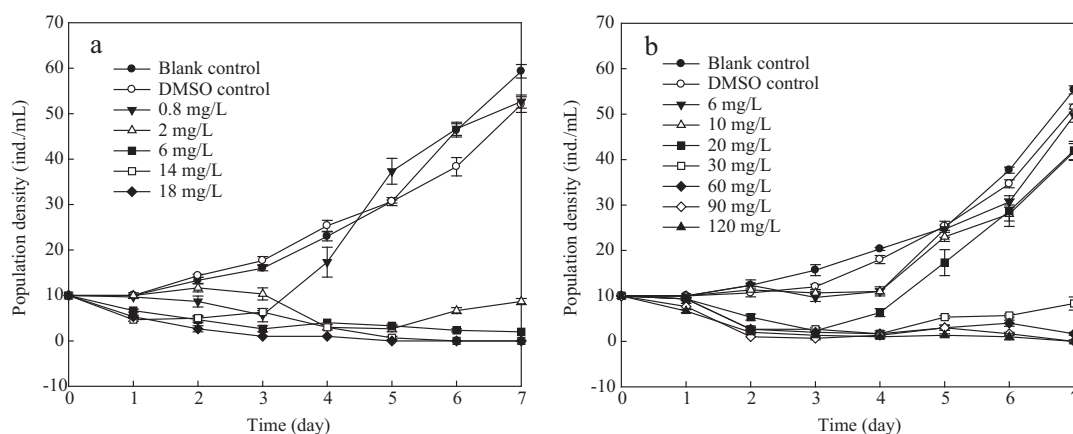 a
Blank control
DMSO control
0.8 mg/L
2 mg/L
6 mg/L
14 mg/L
18 mg/L
70
60
50
40
30
20
10
0
-10
Population density (ind./mL)
0 1 2 3 4 5 6 7
Time (day)
b
Blank control
DMSO control
6 mg/L
10 mg/L
20 mg/L
30 mg/L
60 mg/L
90 mg/L
120 mg/L
70
60
50
40
30
20
10
0
-10
Population density (ind./mL)
0 1 2 3 4 5 6 7
Time (day)